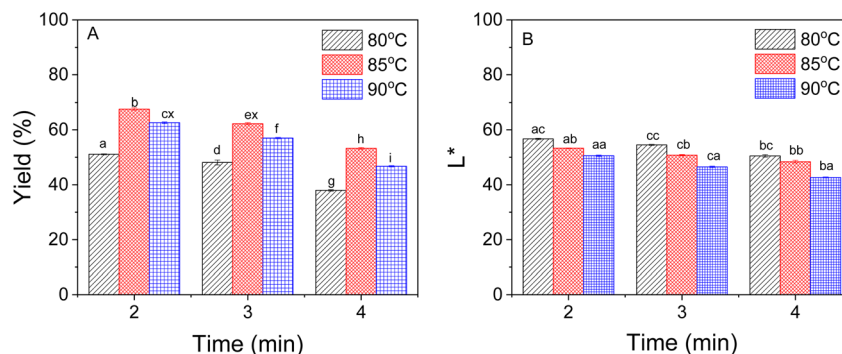 A
80°C
85°C
90°C
100
80
60
40
20
0
Yield (%)
a
b
cx
d
ex
f
g
h
i
2
3
4
Time (min)
B
80°C
85°C
90°C
100
80
60
40
20
0
L*
ac
ab
aa
cc
cb
ca
bc
bb
ba
2
3
4
Time (min)